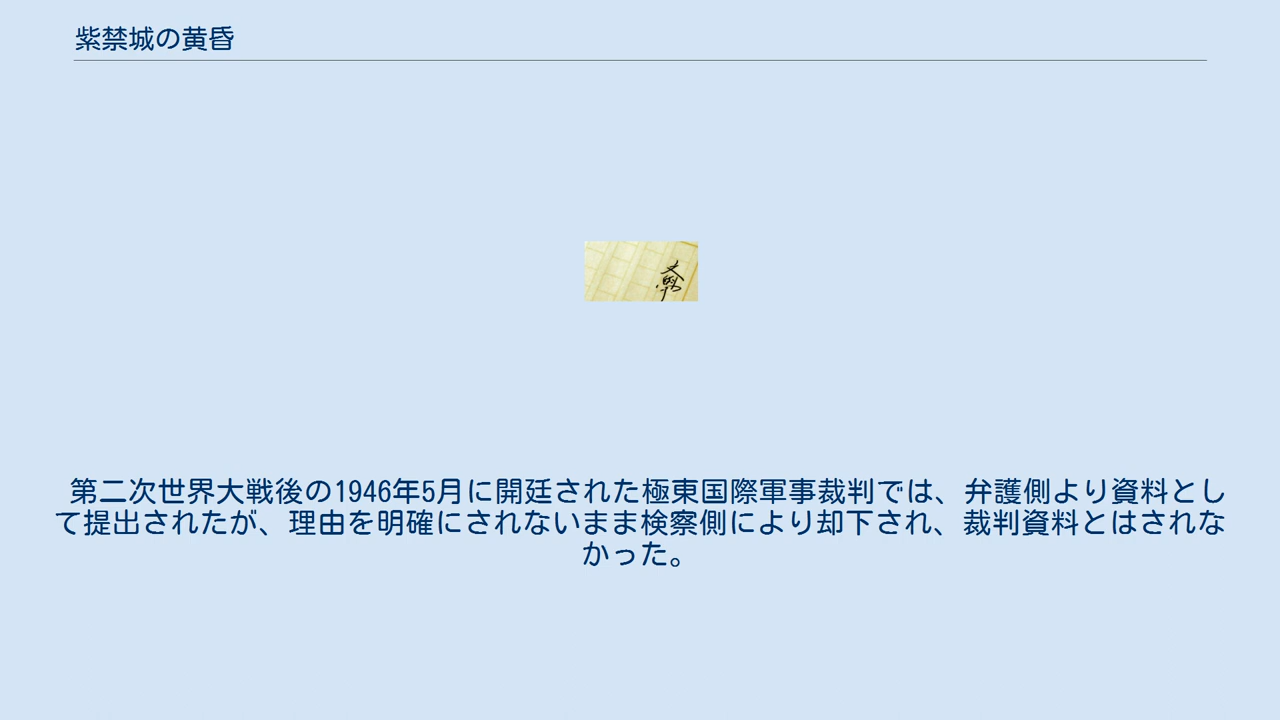 紫禁城の黄昏
第二次世界大戦後の1946年5月に開廷された極東国際軍事裁判では、弁護側より資料とし
て提出されたが、理由を明確にされないまま検察側により却下され、裁判資料とはされな
かった。